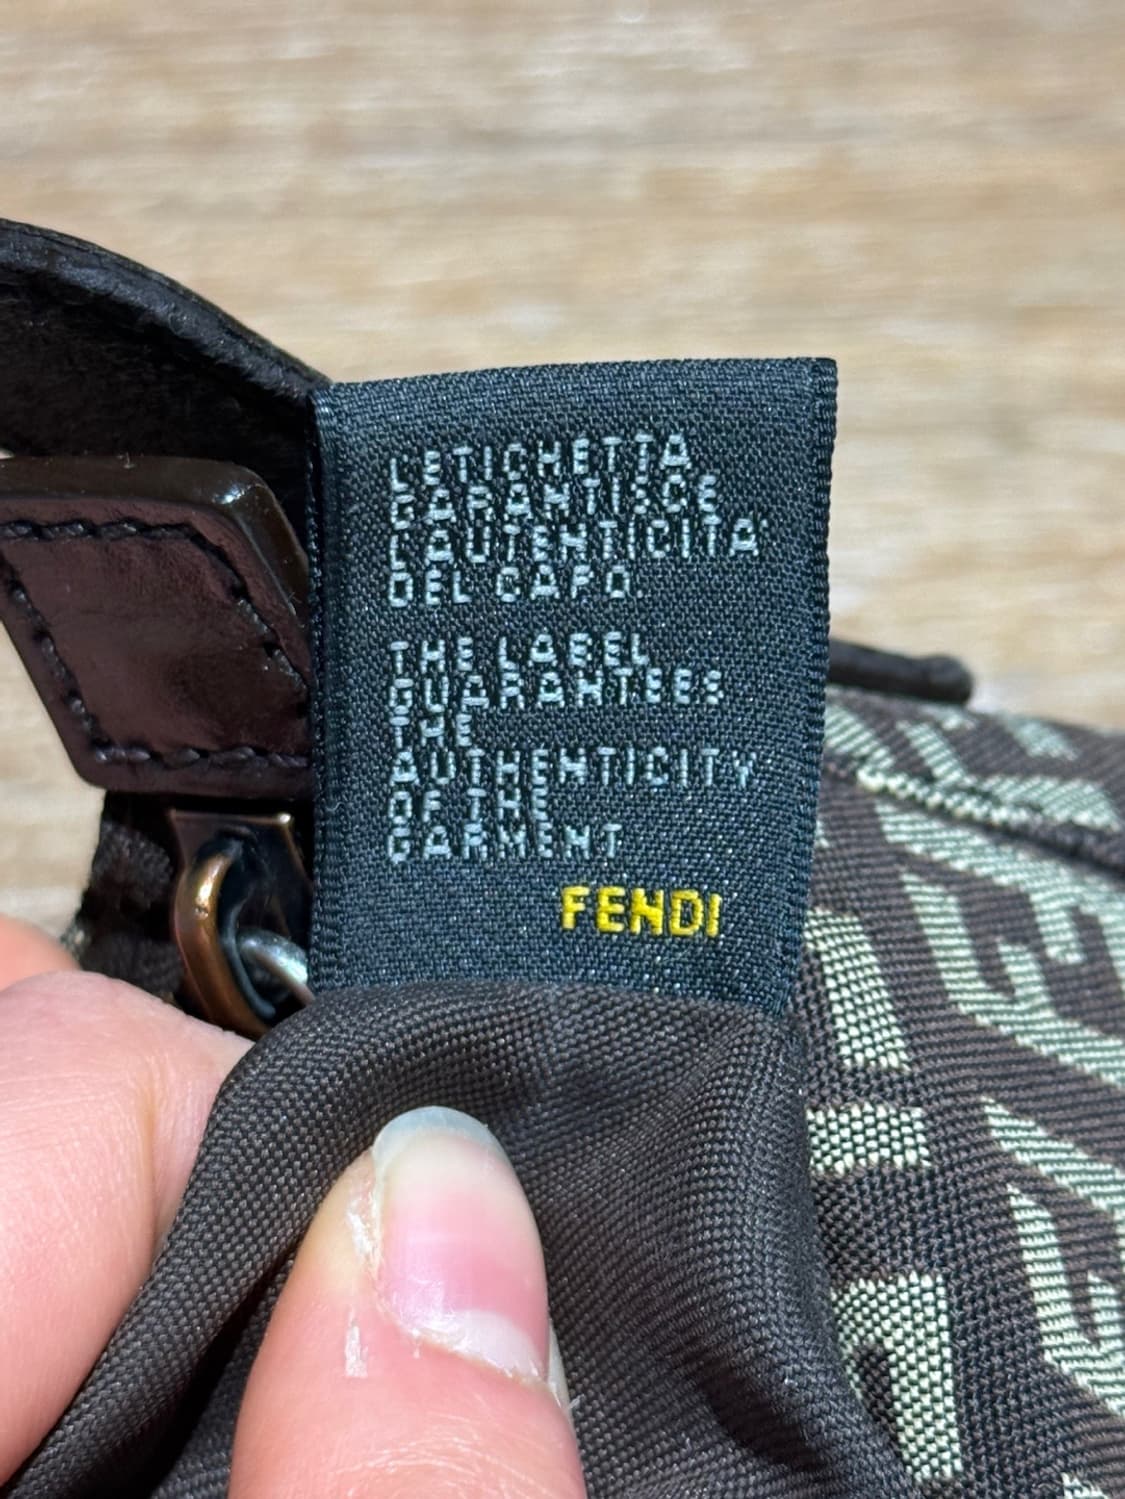 L'ETICHETTA
GARANTISCE
L'AUTENTICITA'
DEL CAPO.
THE LABEL
GUARANTEES
THE
AUTHENTICITY
OF THE
GARMENT
FENDI